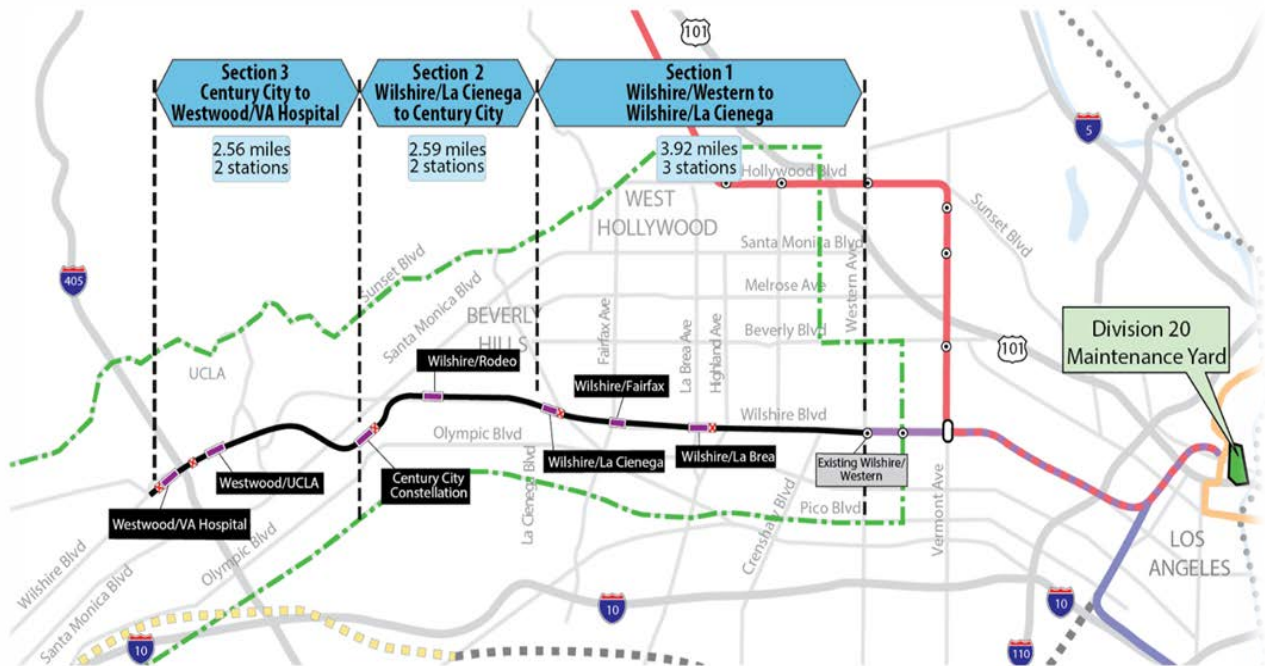 101
Section 3
Century City to
Westwood/VA Hospital
Section 2
Wilshire/La Cienega
to Century City
Section 1
Wilshire/Western to
Wilshire/La Cienega
5
2.56 miles
2 stations
2.59 miles
2 stations
3.92 miles
3 stations
Hollywood Blvd
WEST
HOLLYWOOD
Sunset Blvd
Santa Monica Blvd
405
Sunset Blvd
Santa Monica Blvd
Melrose Ave
Western Ave
BEVERLY
HILLS
Fairfax Ave
La Brea Ave
Highland Ave
Beverly Blvd
101
Division 20
Maintenance Yard
UCLA
Wilshire/Rodeo
Wilshire/Fairfax
Wilshire Blvd
Olympic Blvd
Wilshire/La Cienega
Wilshire/La Brea
Existing Wilshire/
Western
Westwood/UCLA
Century City
Constellation
La Cienega Blvd
Crenshaw Blvd
Vermont Ave
Pico Blvd
Westwood/VA Hospital
Wilshire Blvd
Santa Monica Blvd
Olympic Blvd
LOS
ANGELES
10
10
10
110